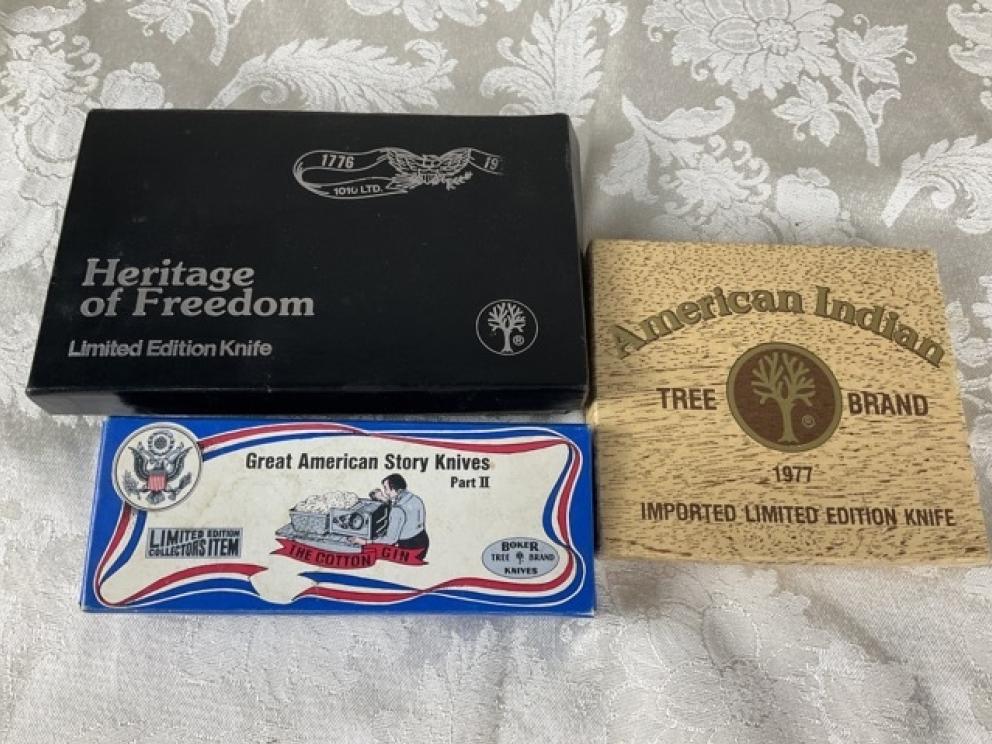 1776
19
1010 LTD.
Heritage
of Freedom
Limited Edition Knife
®
American Indian
TREE BRAND
®
1977
IMPORTED LIMITED EDITION KNIFE
Great American Story Knives
Part II
LIMITED EDITION
COLLECTORS ITEM
THE COTTON GIN
BOKER
TREE BRAND
KNIVES